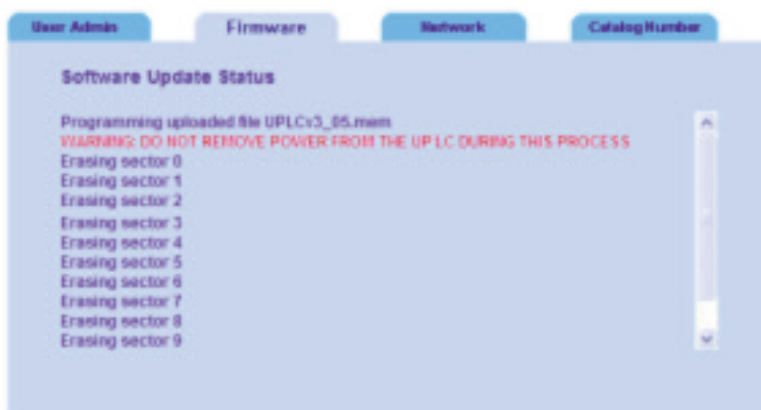 User Admin Firmware Network Catalog Number
Software Update Status
Programming uploaded file UPLCv3_05.mem
WARNING: DO NOT REMOVE POWER FROM THE UPLC DURING THIS PROCESS
Erasing sector 0
Erasing sector 1
Erasing sector 2
Erasing sector 3
Erasing sector 4
Erasing sector 5
Erasing sector 6
Erasing sector 7
Erasing sector 8
Erasing sector 9